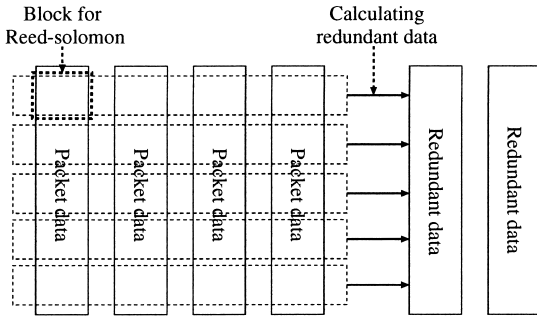 Block for
Reed-solomon
Calculating
redundant data
Packet data
Packet data
Packet data
Packet data
Redundant data
Redundant data